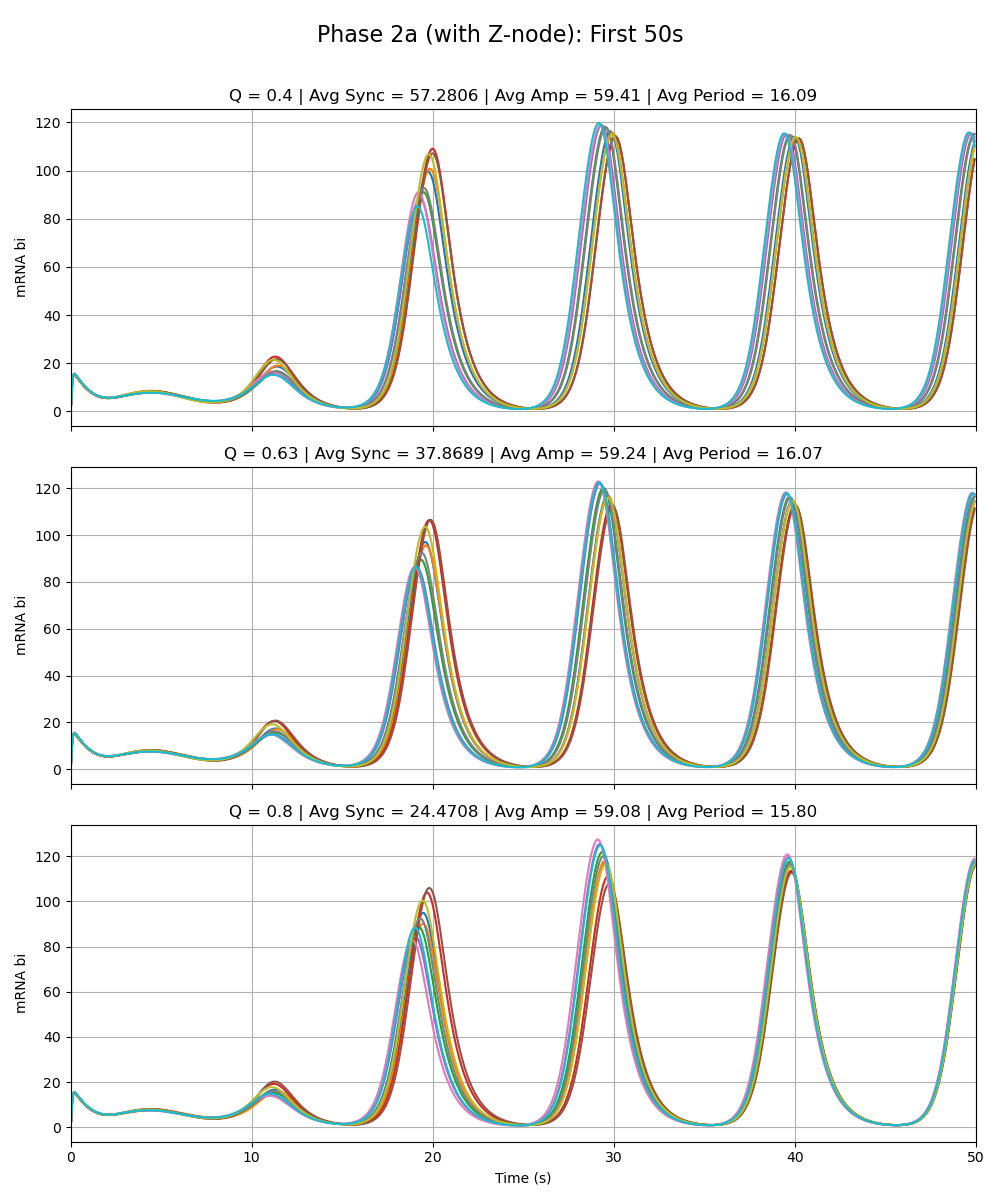 Phase 2a (with Z-node): First 50s
Q = 0.4 | Avg Sync = 57.2806 | Avg Amp = 59.41 | Avg Period = 16.09
120
100
80
60
40
20
0
mRNA bi
Q = 0.63 | Avg Sync = 37.8689 | Avg Amp = 59.24 | Avg Period = 16.07
120
100
80
60
40
20
0
mRNA bi
Q = 0.8 | Avg Sync = 24.4708 | Avg Amp = 59.08 | Avg Period = 15.80
120
100
80
60
40
20
0
mRNA bi
0 10 20 30 40 50
Time (s)